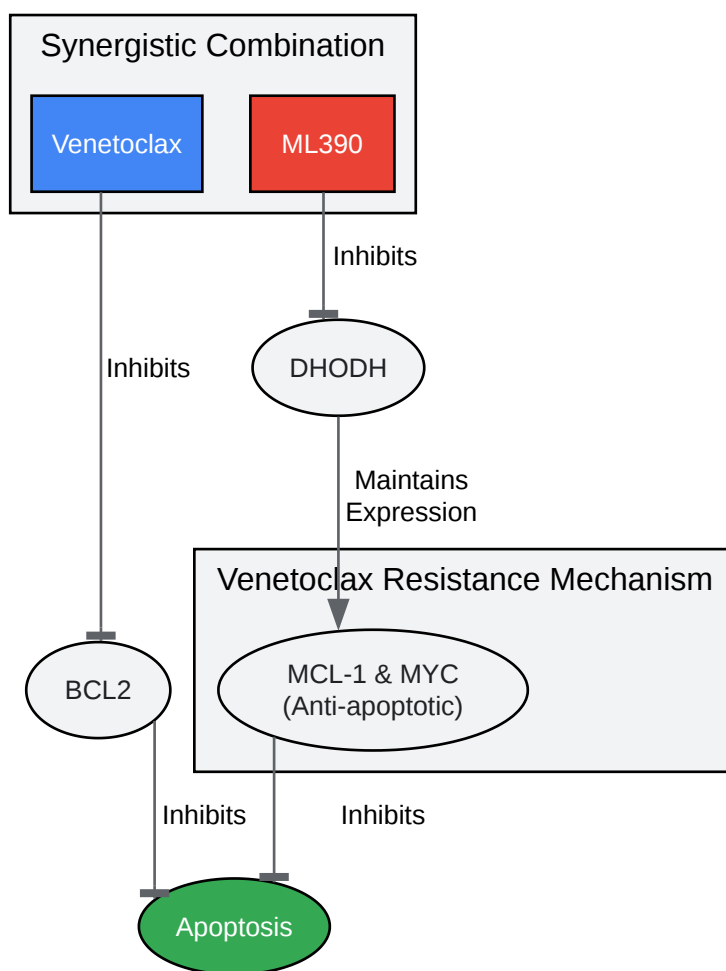 Synergistic Combination
Venetoclax
ML390
Inhibits
Inhibits
DHODH
Maintains
Expression
Venetoclax Resistance Mechanism
BCL2
MCL-1 & MYC
(Anti-apoptotic)
Inhibits
Inhibits
Apoptosis